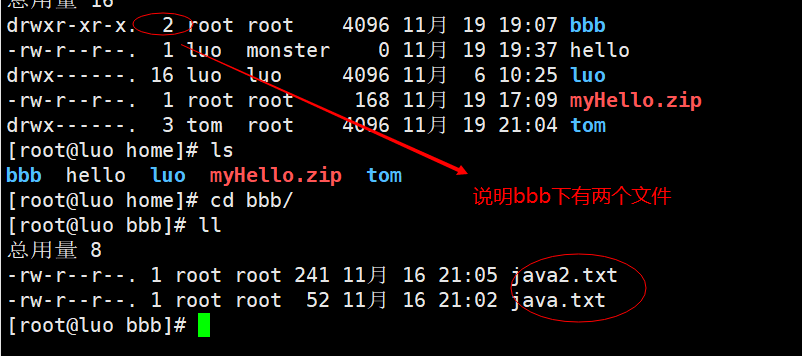 总用量 16
drwxr-xr-x. 2 root root 4096 11月 19 19:07 bbb
-rw-r--r--. 1 luo monster 0 11月 19 19:37 hello
drwx------. 16 luo luo 4096 11月 6 10:25 luo
-rw-r--r--. 1 root root 168 11月 19 17:09 myHello.zip
drwx------. 3 tom root 4096 11月 19 21:04 tom
[root@luo home]# ls
bbb hello luo myHello.zip tom
说明bbb下有两个文件
[root@luo home]# cd bbb/
[root@luo bbb]# ll
总用量 8
-rw-r--r--. 1 root root 241 11月 16 21:05 java2.txt
-rw-r--r--. 1 root root 52 11月 16 21:02 java.txt
[root@luo bbb]#